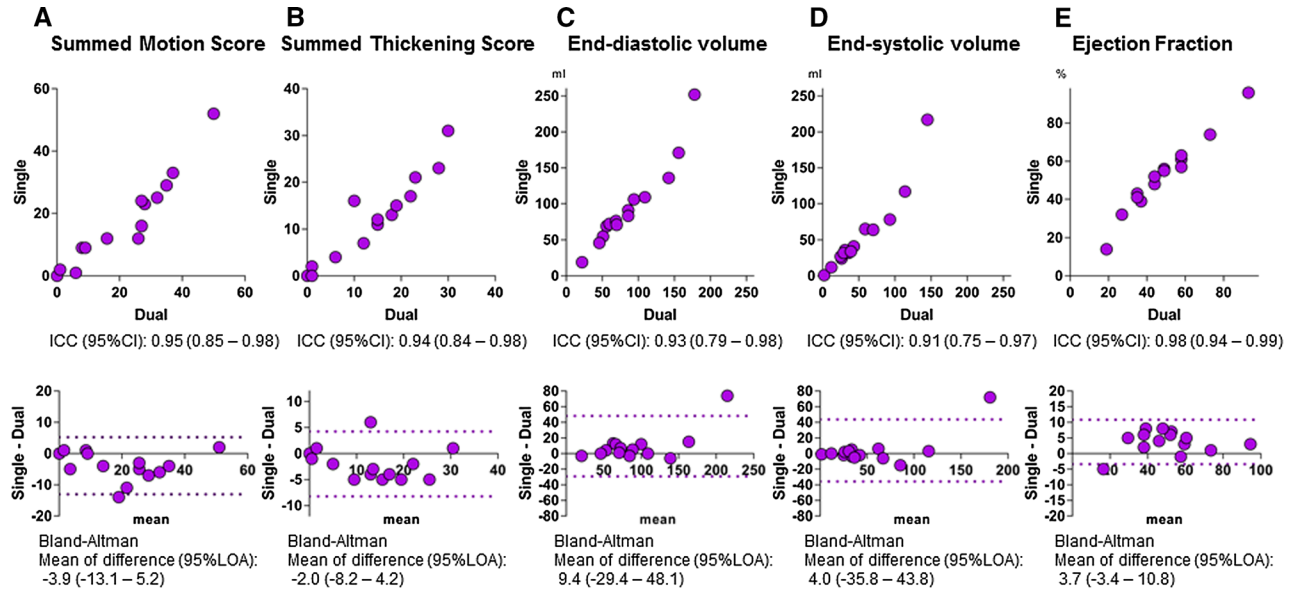 A B C D E
Summed Motion Score Summed Thickening Score End-diastolic volume End-systolic volume Ejection Fraction
ml ml %
60
40
20
0
Single
0 20 40 60
Dual
40
30
20
10
0
Single
0 10 20 30 40
Dual
250
200
150
100
50
0
Single
0 50 100 150 200 250
Dual
250
200
150
100
50
0
Single
0 50 100 150 200 250
Dual
80
60
40
20
0
Single
0 20 40 60 80
Dual
ICC (95%CI): 0.95 (0.85 – 0.98) ICC (95%CI): 0.94 (0.84 – 0.98) ICC (95%CI): 0.93 (0.79 – 0.98) ICC (95%CI): 0.91 (0.75 – 0.97) ICC (95%CI): 0.98 (0.94 – 0.99)
20
10
0
-10
-20
Single - Dual
20 40 60
mean
10
5
0
-5
-10
Single - Dual
10 20 30 40
mean
80
60
40
20
0
-20
-40
-60
-80
Single - Dual
50 100 150 200 250
mean
80
60
40
20
0
-20
-40
-60
-80
Single - Dual
50 100 150 200
mean
20
15
10
5
0
-5
-10
-15
-20
Single - Dual
20 40 60 80 100
mean
Bland-Altman
Mean of difference (95%LOA):
-3.9 (-13.1 – 5.2)
Bland-Altman
Mean of difference (95%LOA):
-2.0 (-8.2 – 4.2)
Bland-Altman
Mean of difference (95%LOA):
9.4 (-29.4 – 48.1)
Bland-Altman
Mean of difference (95%LOA):
4.0 (-35.8 – 43.8)
Bland-Altman
Mean of difference (95%LOA):
3.7 (-3.4 – 10.8)